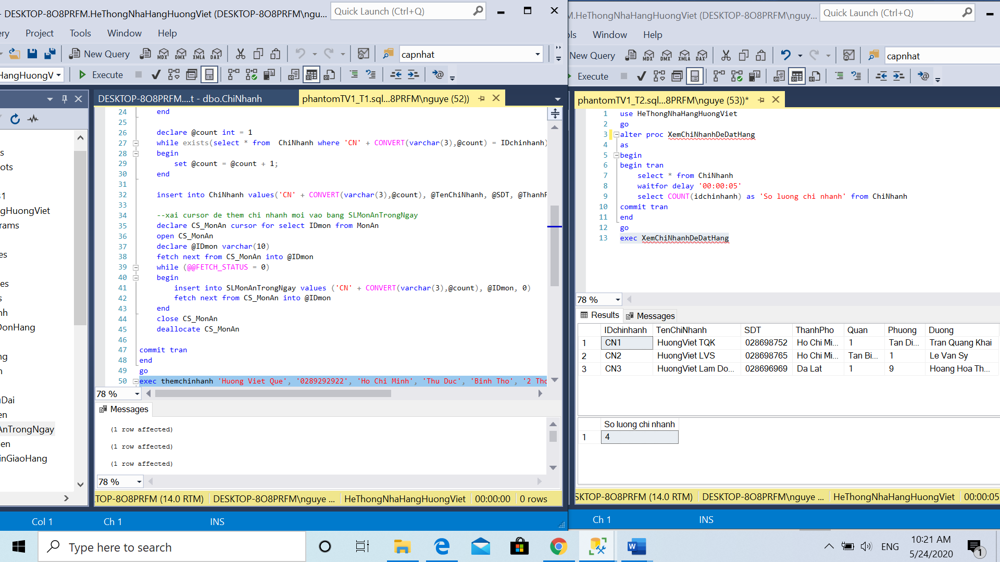 - DESKTOP-8O8PRFM.HeThongNhaHangHuongViet (DESKTOP-8O8PRFM\ngu...
Quick Launch (Ctrl+Q)
Project Tools Window Help
New Query
MDX DMX XMLA DAX
capnhat
HangHuongV
Execute
DESKTOP-8O8PRFM....t - dbo.ChiNhanh
phantomTV1_T1.sql...8PRFM\nguye (52))
24 end
25
26 declare @count int = 1
27 while exists(select * from ChiNhanh where 'CN' + CONVERT(varchar(3),@count) = IDchinhanh)
28 begin
29 set @count = @count + 1;
30 end
31
32 insert into ChiNhanh values('CN' + CONVERT(varchar(3),@count), @TenChiNhanh, @SDT, @ThanhP
33
34 --xai cursor de them chi nhanh moi vao bang SLMonAnTrongNgay
35 declare CS_MonAn cursor for select IDmon from MonAn
36 open CS_MonAn
37 declare @IDmon varchar(10)
38 fetch next from CS_MonAn into @IDmon
39 while (@@FETCH_STATUS = 0)
40 begin
41 insert into SLMonAnTrongNgay values ('CN' + CONVERT(varchar(3),@count), @IDmon, 0)
42 fetch next from CS_MonAn into @IDmon
43 end
44 close CS_MonAn
45 deallocate CS_MonAn
46
47 commit tran
48 end
49 go
50 exec themchinhanh 'Huong Viet Que', '0289292922', 'Ho Chi Minh', 'Thu Duc', 'Binh Tho', '2 Tho
78 %
Messages
(1 row affected)
(1 row affected)
(1 row affected)
78 %
TOP-8O8PRFM (14.0 RTM) DESKTOP-8O8PRFM\nguye ... HeThongNhaHangHuongViet 00:00:00 0 rows
Col 1 Ch 1 INS
ots
gHuongViet
rams
es
es
nh
DonHang
ng
Dai
en
AnTrongNgay
en
inGiaoHang
M.HeThongNhaHangHuongViet (DESKTOP-8O8PRFM\nguy...
Quick Launch (Ctrl+Q)
ols Window Help
New Query
MDX DMX XMLA DAX
capnhat
Execute
phantomTV1_T2.sql...8PRFM\nguye (53))*
1 use HeThongNhaHangHuongViet
2 go
3 alter proc XemChiNhanhDeDatHang
4 as
5 begin
6 begin tran
7 select * from ChiNhanh
8 waitfor delay '00:00:05'
9 select COUNT(idchinhanh) as 'So luong chi nhanh' from ChiNhanh
10 commit tran
11 end
12 go
13 exec XemChiNhanhDeDatHang
78 %
Results Messages
IDchinhanh TenChiNhanh SDT ThanhPho Quan Phuong Duong
1 CN1 HuongViet TQK 028698752 Ho Chi Mi... 1 Tan Di... Tran Quang Khai
2 CN2 HuongViet LVS 028698765 Ho Chi Mi... Tan Bi... 1 Le Van Sy
3 CN3 HuongViet Lam Do... 028696969 Da Lat 1 9 Hoang Hoa Th...
So luong chi nhanh
1 4
SKTOP-8O8PRFM (14.0 RTM) DESKTOP-8O8PRFM\nguye ... HeThongNhaHangHuongViet 00:00:05
Ch 1 INS
Type here to search
ENG
10:21 AM
5/24/2020
1